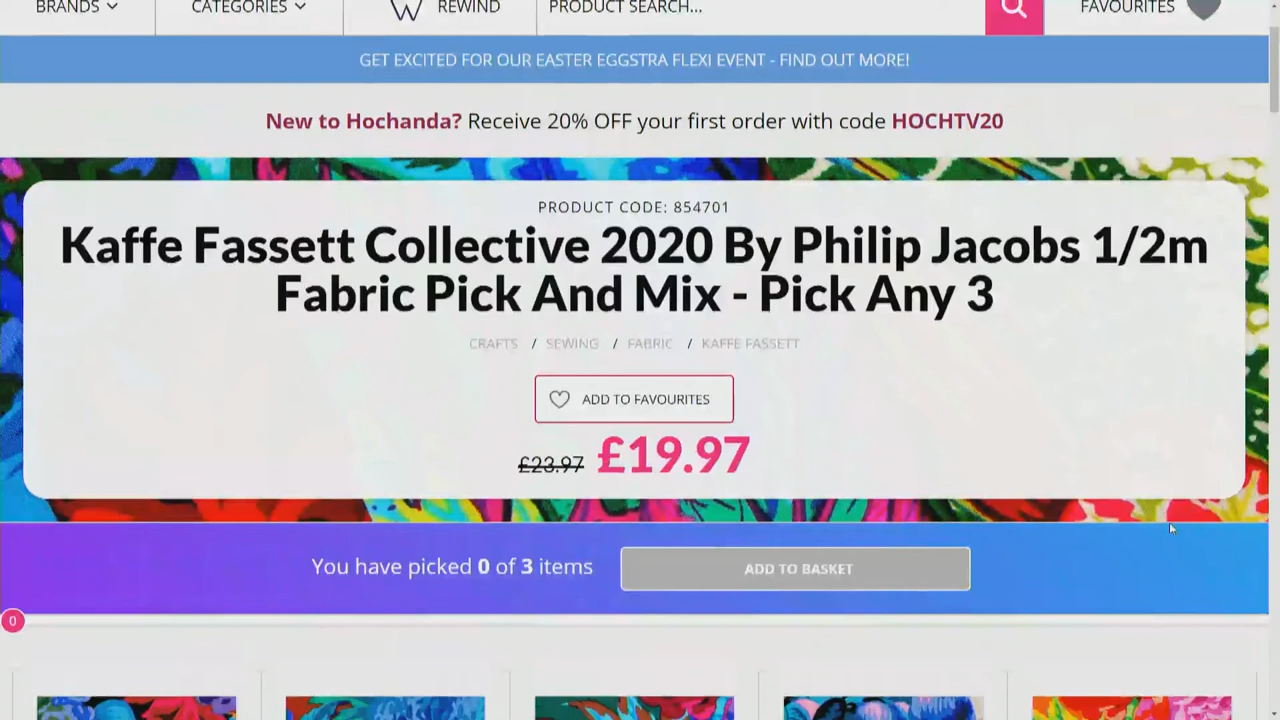 BRANDS
CATEGORIES
REWIND
PRODUCT SEARCH...
FAVOURITES
GET EXCITED FOR OUR EASTER EGGSTRA FLEXI EVENT - FIND OUT MORE!
New to Hochanda? Receive 20% OFF your first order with code HOCHTV20
PRODUCT CODE: 854701
Kaffe Fassett Collective 2020 By Philip Jacobs 1/2m
Fabric Pick And Mix - Pick Any 3
CRAFTS / SEWING / FABRIC / KAFFE FASSETT
ADD TO FAVOURITES
£23.97 £19.97
You have picked 0 of 3 items
ADD TO BASKET
0